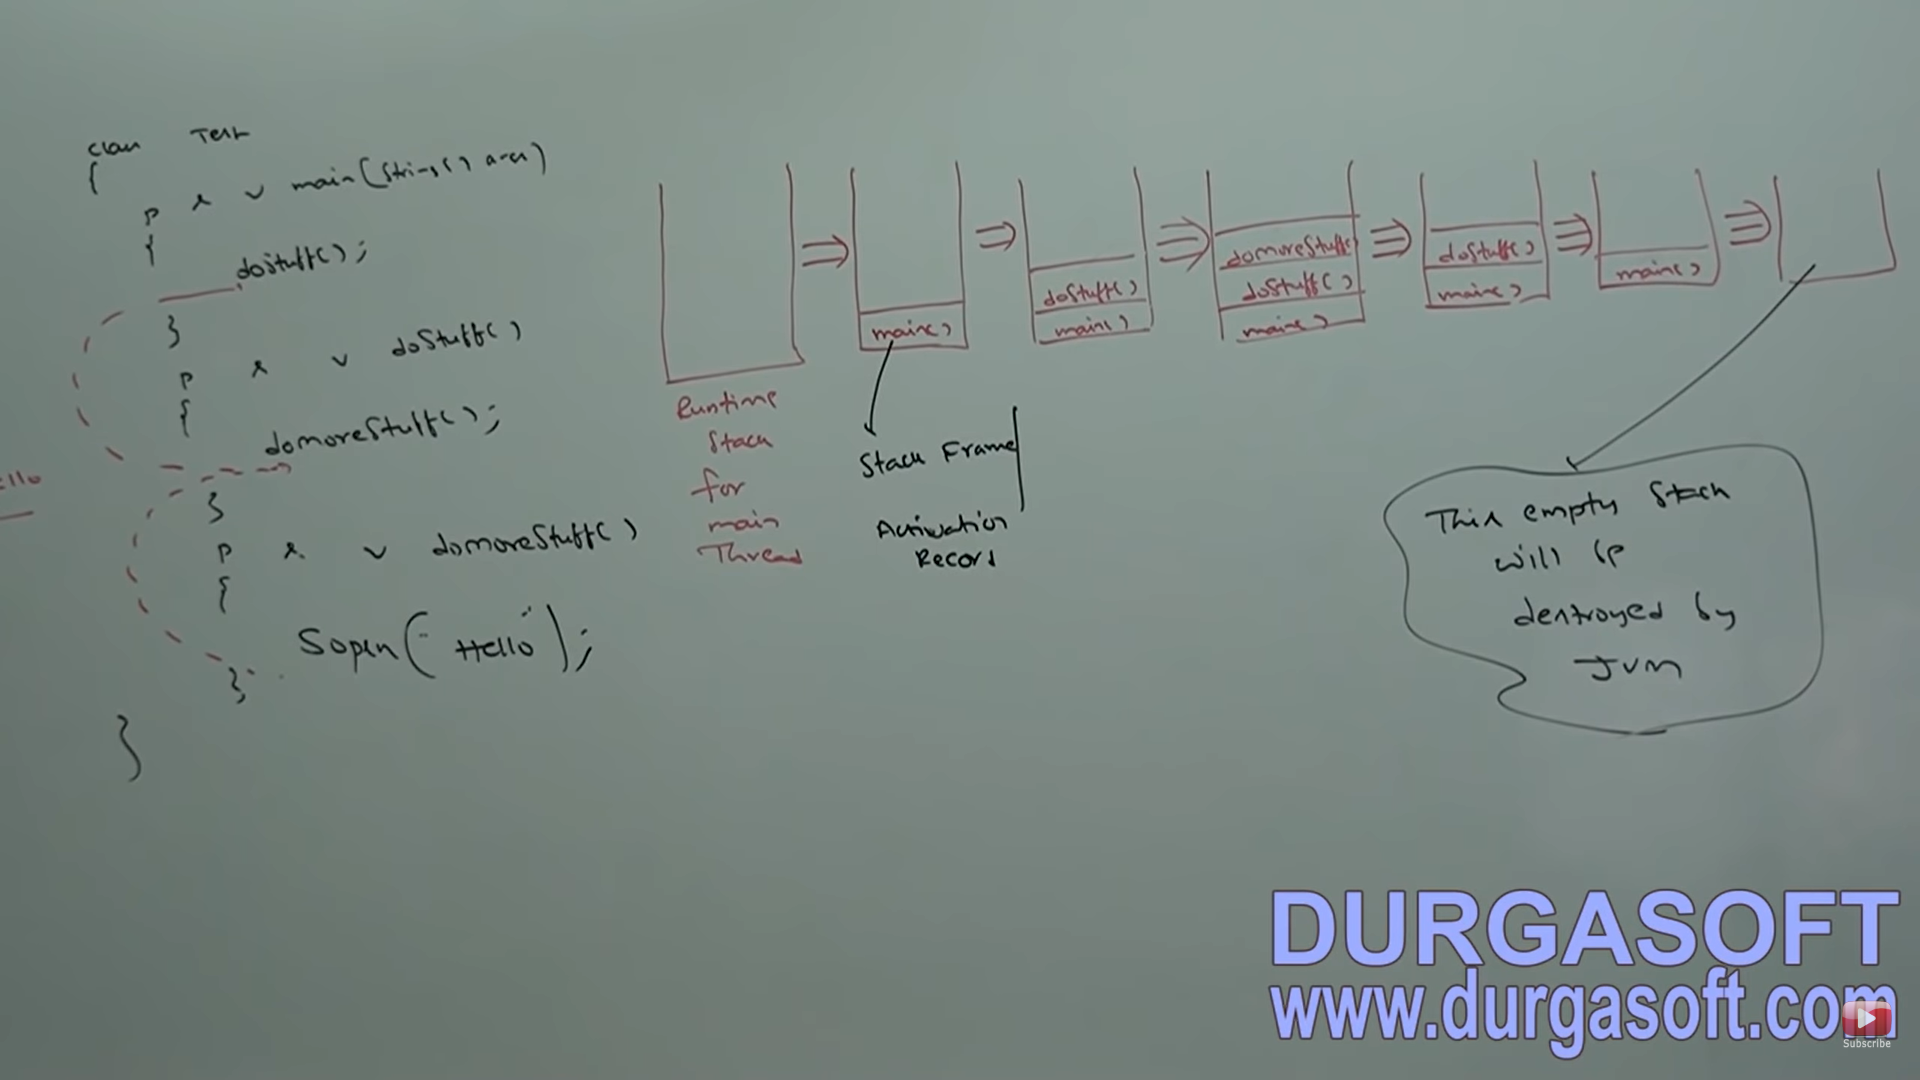 class Test
{
p s v main(String[] args)
{
doStuff();
}
p s v doStuff()
{
domoreStuff();
}
p s v domoreStuff()
{
Sopln("Hello");
}
}
Runtime
Stack
for
main
Thread
main()
Stack Frame
Activation
Record
doStuff()
main()
domoreStuff
doStuff()
main()
doStuff()
main()
main()
This empty Stack
will be
destroyed by
JVM
DURGASOFT
www.durgasoft.com
Subscribe